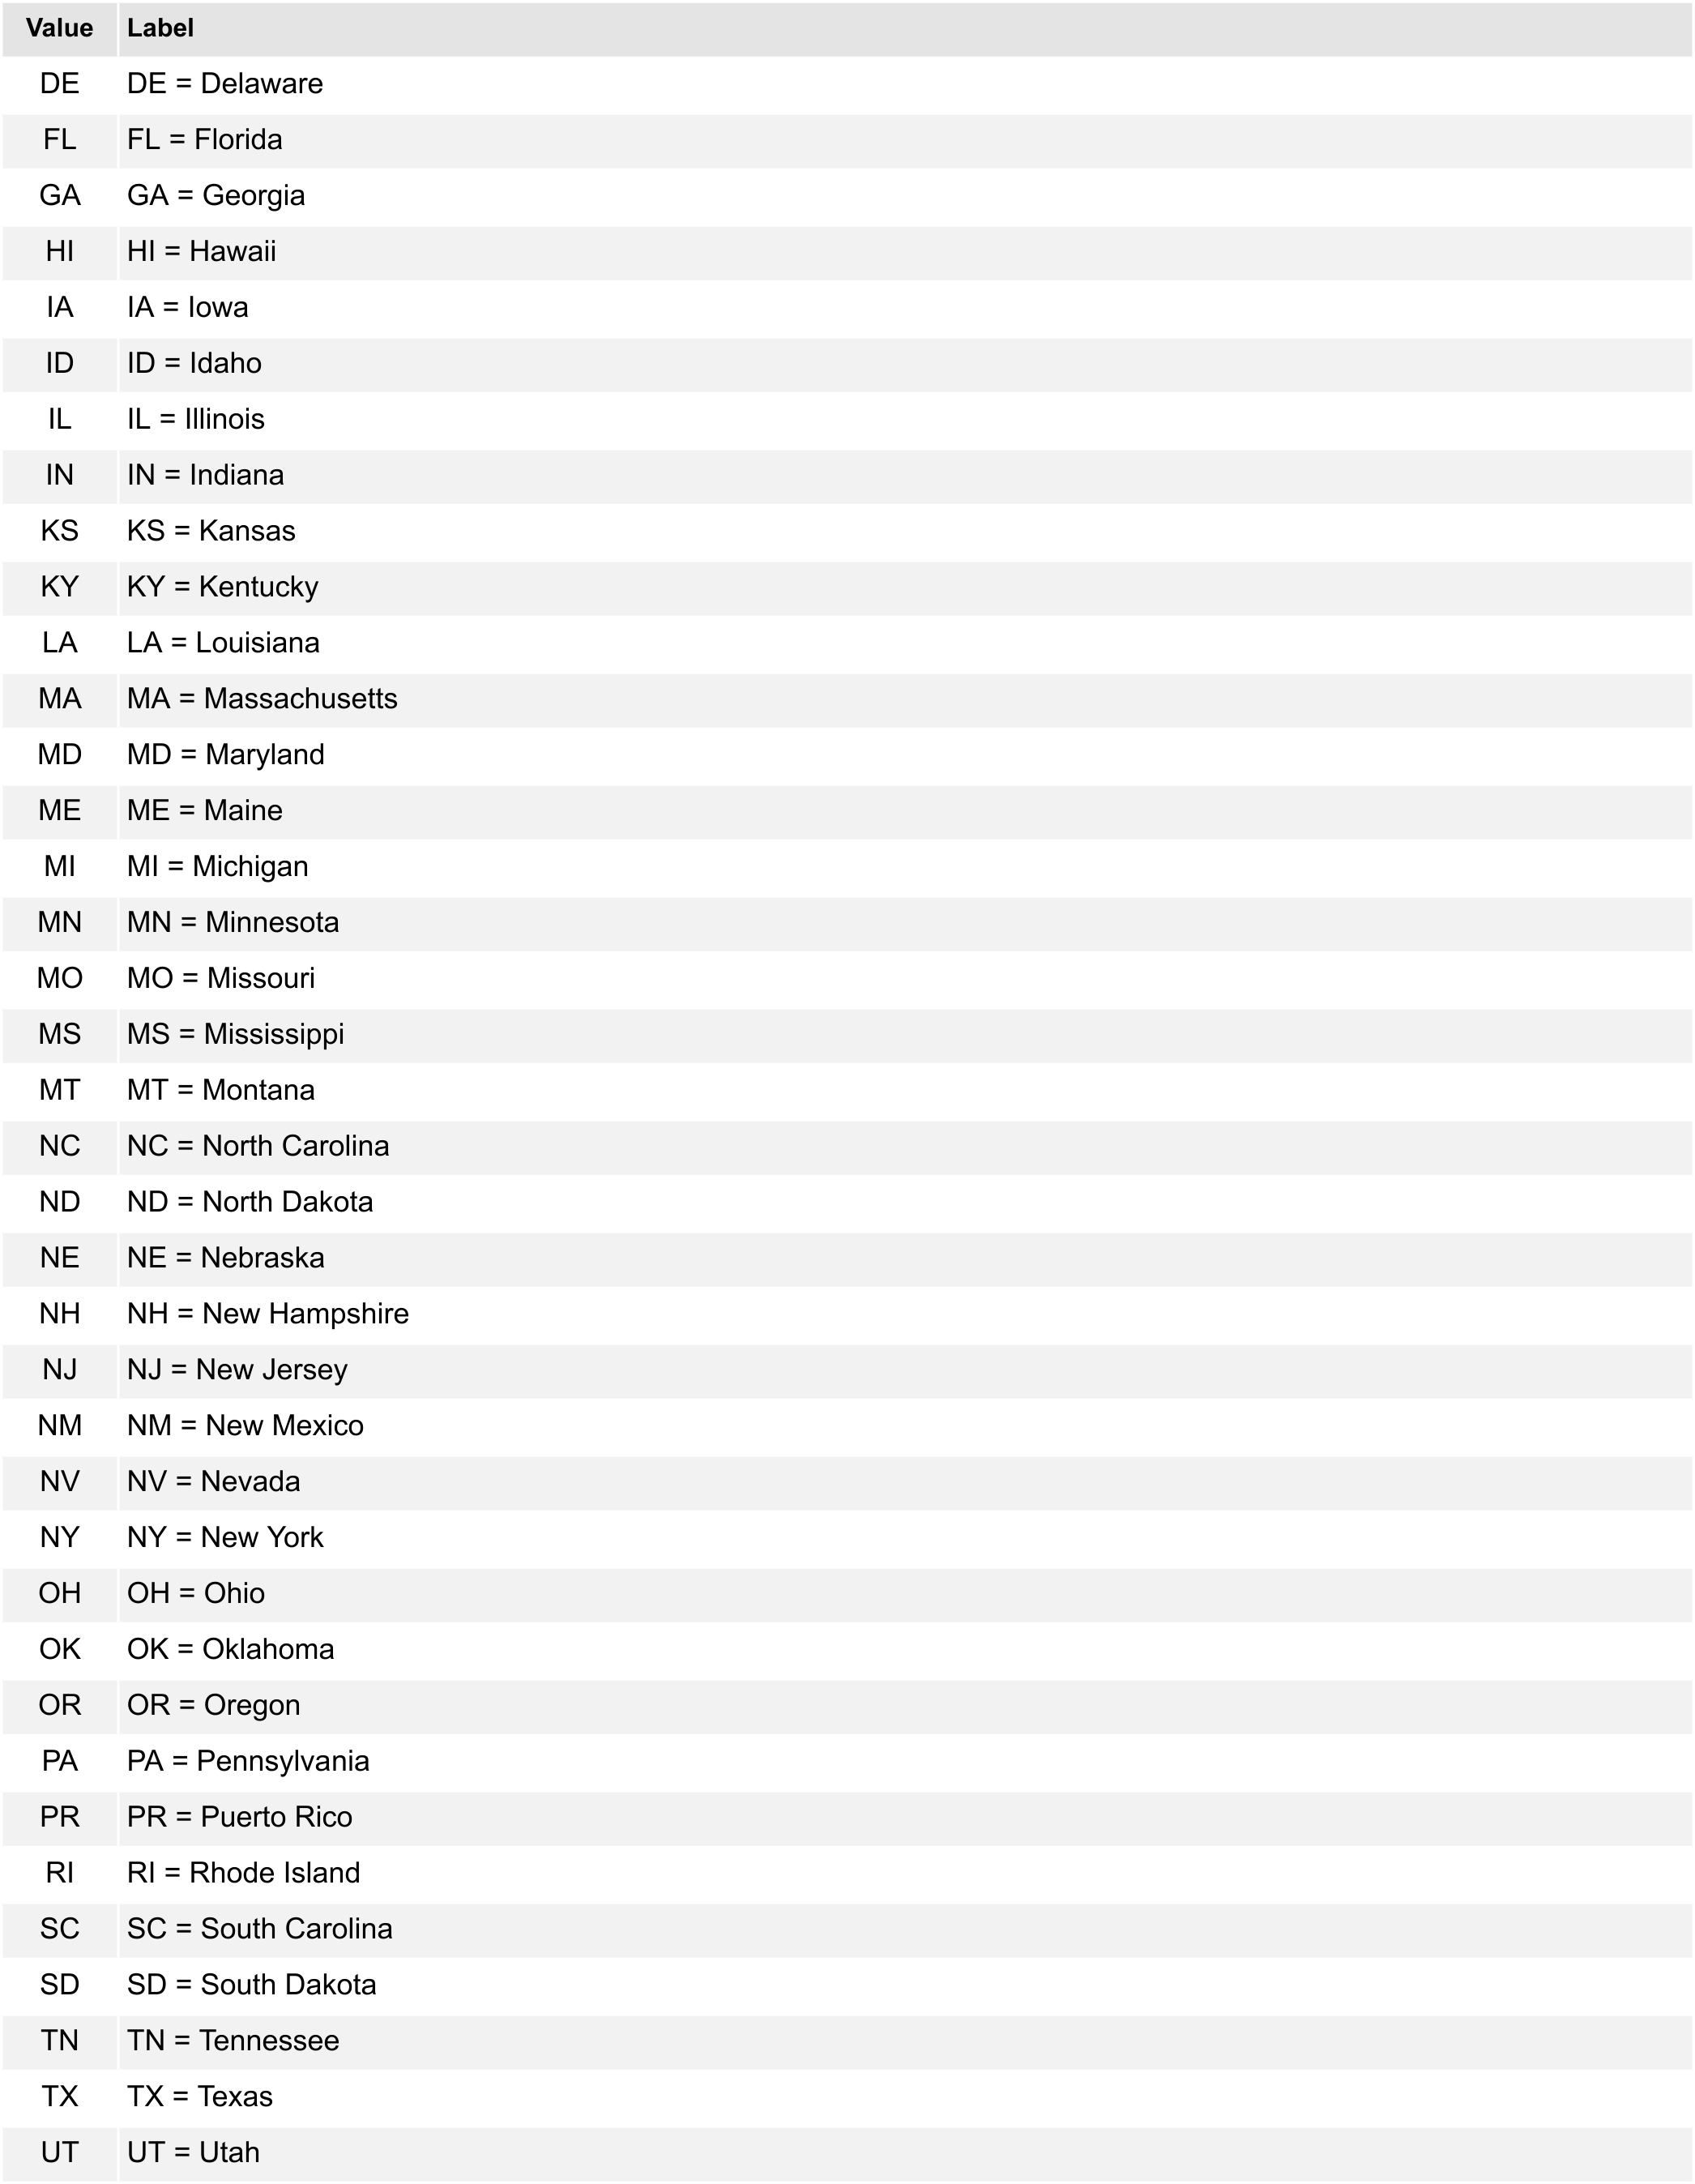 Value Label
DE DE = Delaware
FL FL = Florida
GA GA = Georgia
HI HI = Hawaii
IA IA = Iowa
ID ID = Idaho
IL IL = Illinois
IN IN = Indiana
KS KS = Kansas
KY KY = Kentucky
LA LA = Louisiana
MA MA = Massachusetts
MD MD = Maryland
ME ME = Maine
MI MI = Michigan
MN MN = Minnesota
MO MO = Missouri
MS MS = Mississippi
MT MT = Montana
NC NC = North Carolina
ND ND = North Dakota
NE NE = Nebraska
NH NH = New Hampshire
NJ NJ = New Jersey
NM NM = New Mexico
NV NV = Nevada
NY NY = New York
OH OH = Ohio
OK OK = Oklahoma
OR OR = Oregon
PA PA = Pennsylvania
PR PR = Puerto Rico
RI RI = Rhode Island
SC SC = South Carolina
SD SD = South Dakota
TN TN = Tennessee
TX TX = Texas
UT UT = Utah